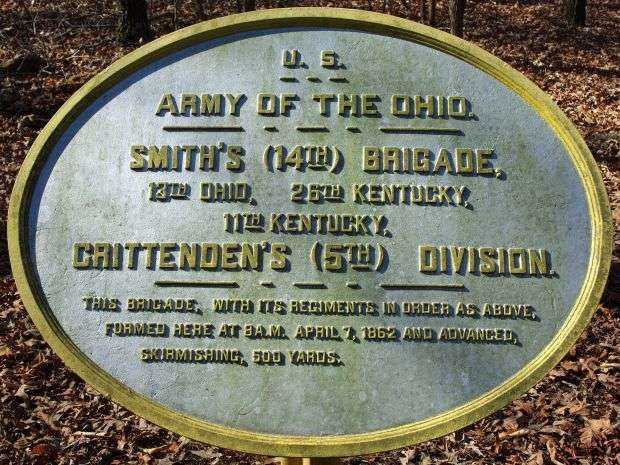 U. S.
ARMY OF THE OHIO.
SMITH'S (14TH) BRIGADE,
13TH OHIO, 26TH KENTUCKY,
11TH KENTUCKY,
CRITTENDEN'S (5TH) DIVISION.
THIS BRIGADE, WITH ITS REGIMENTS IN ORDER AS ABOVE,
FORMED HERE AT 8 A.M. APRIL 7, 1862 AND ADVANCED,
SKIRMISHING, 500 YARDS.